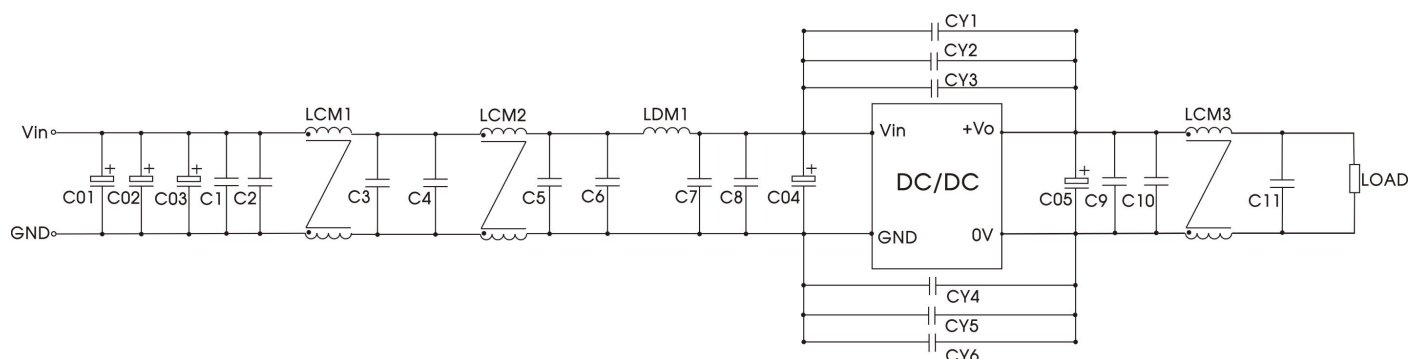 CY1
CY2
CY3
LCM1
LCM2
LDM1
LCM3
Vin
Vin
+Vo
C01
C02
C03
C1
C2
C3
C4
C5
C6
C7
C8
C04
DC/DC
C05
C9
C10
C11
LOAD
GND
GND
0V
CY4
CY5
CY6
+
+
+
+
+